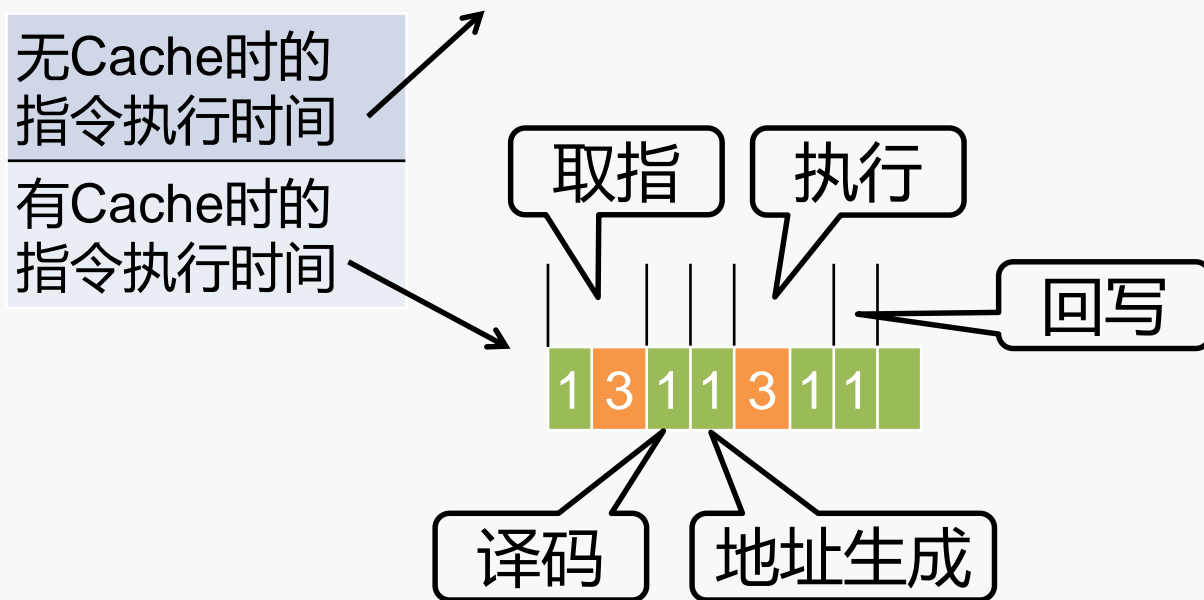 无Cache时的
指令执行时间
有Cache时的
指令执行时间
取指
执行
回写
1 3 1 1 3 1 1
译码
地址生成